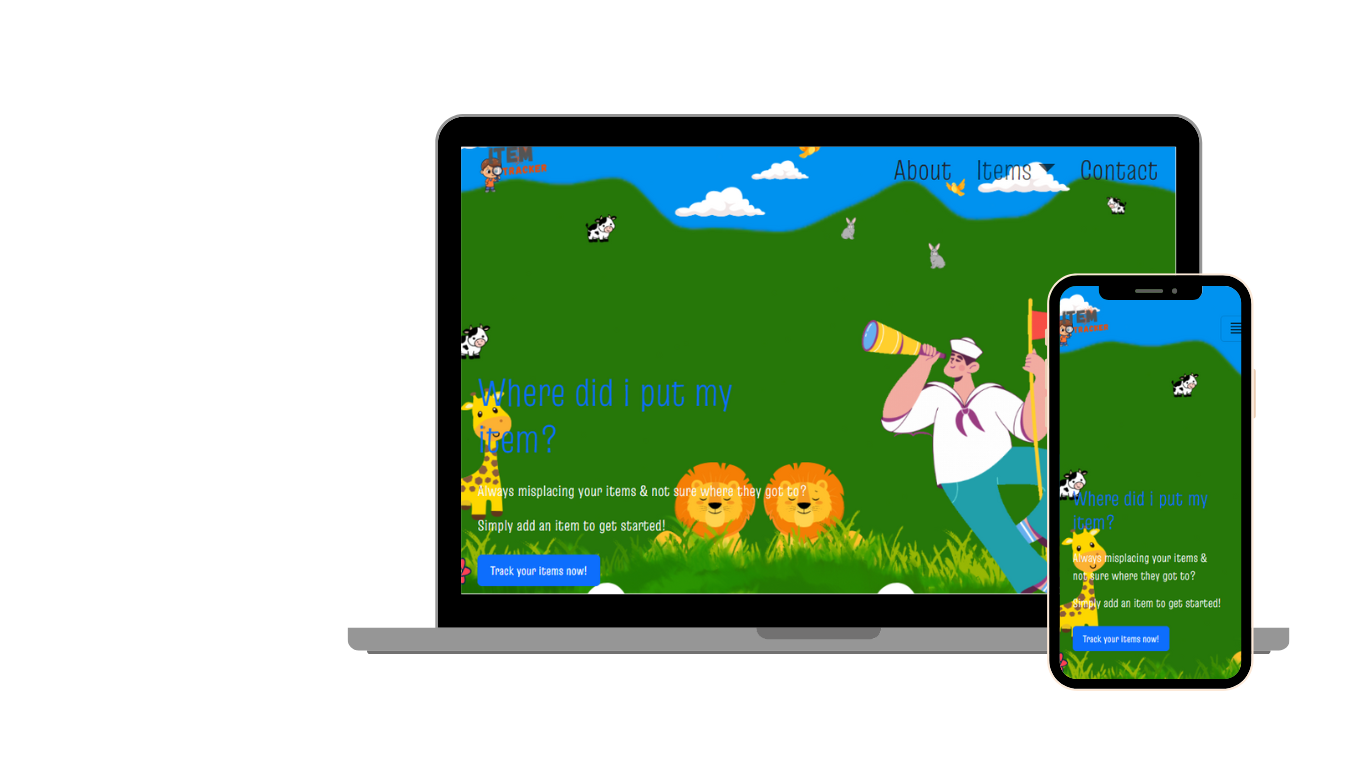 ITEM
TRACKER
About Items Contact
Where did i put my
item?
Always misplacing your items & not sure where they got to?
Simply add an item to get started!
Track your items now!
ITEM
TRACKER
Where did i put my
item?
Always misplacing your items &
not sure where they got to?
Simply add an item to get started!
Track your items now!